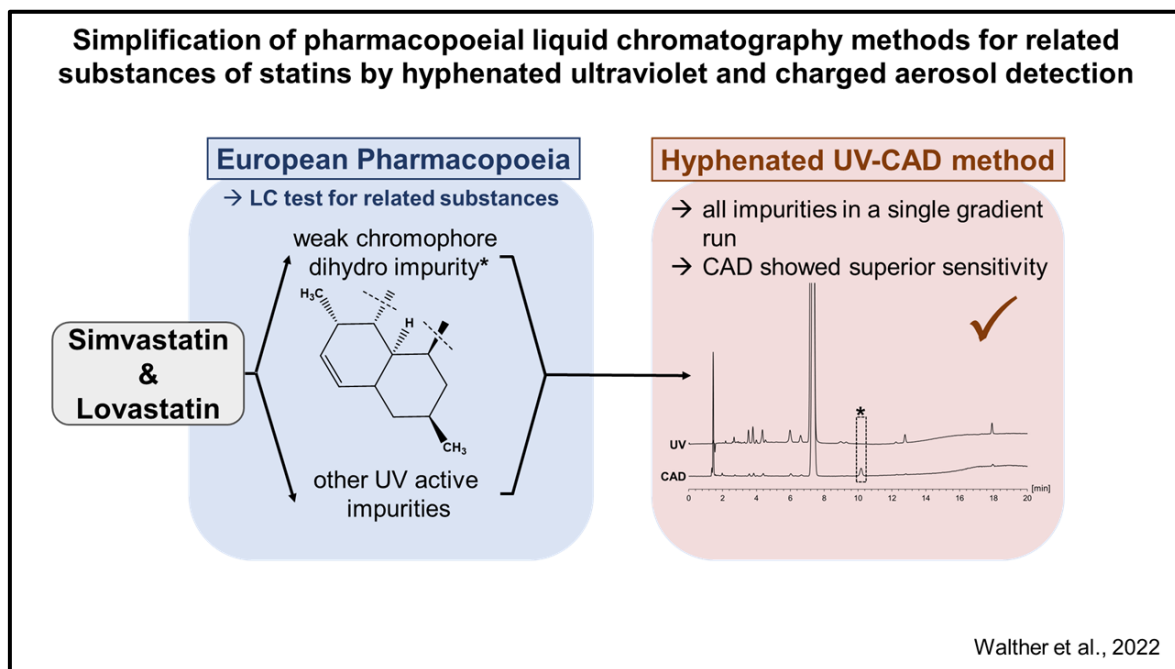 Simplification of pharmacopoeial liquid chromatography methods for related
substances of statins by hyphenated ultraviolet and charged aerosol detection
European Pharmacopoeia
→ LC test for related substances
weak chromophore
dihydro impurity*
H₃C
H
CH₃
other UV active
impurities
Simvastatin
&
Lovastatin
Hyphenated UV-CAD method
→ all impurities in a single gradient
run
→ CAD showed superior sensitivity
*
UV
CAD
0 2 4 6 8 10 12 14 16 18 20 [min]
Walther et al., 2022